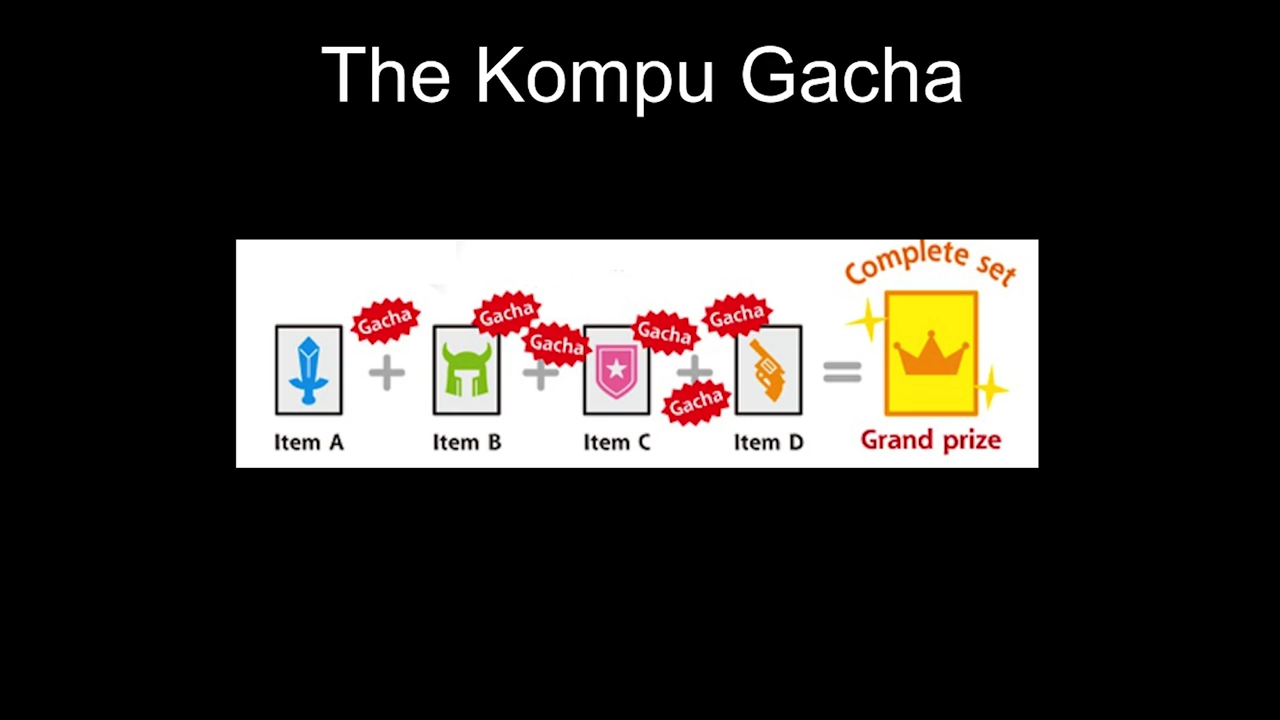 The Kompu Gacha
Complete set
Gacha
Gacha
Gacha
Gacha
Gacha
Gacha
Item A
Item B
Item C
Item D
Grand prize